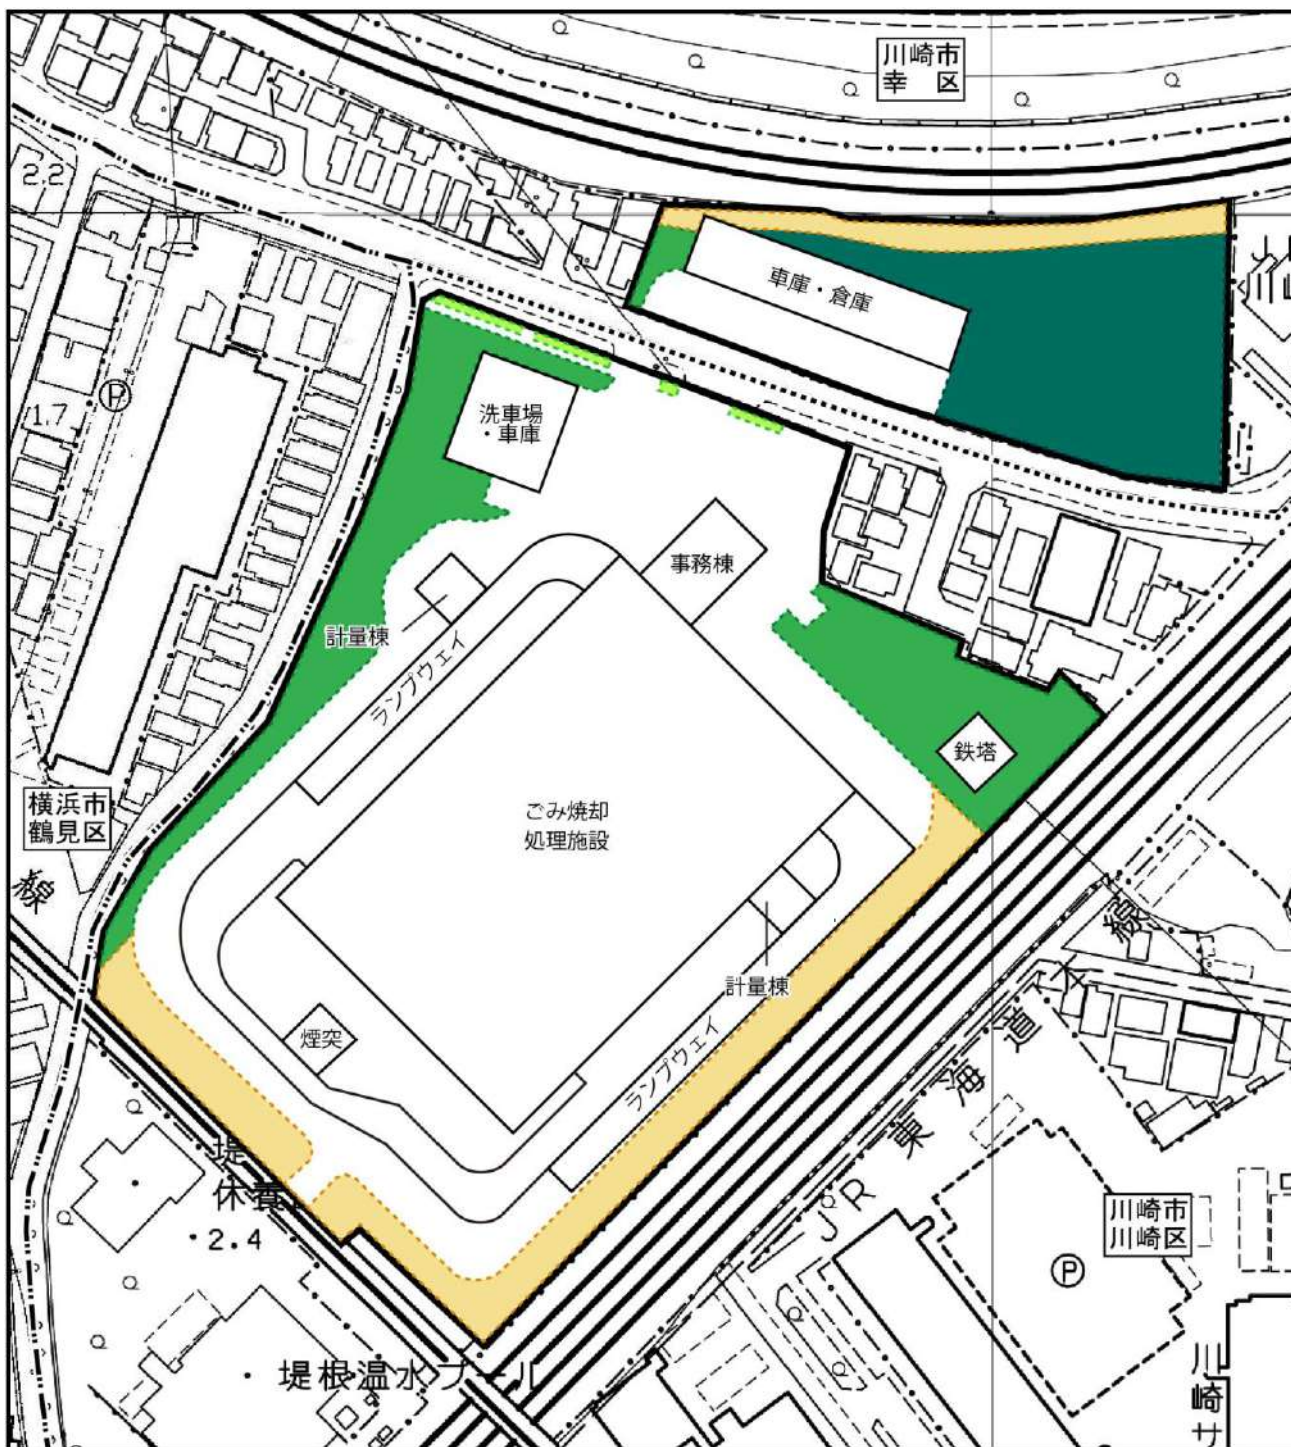 川崎市
幸区
2.2
車庫・倉庫
川崎
17
Ⓟ
洗車場
・車庫
事務棟
計量棟
ランプウェイ
鉄塔
横浜市
鶴見区
ごみ焼却
処理施設
線
計量棟
煙突
ランプウェイ
JR東海道本線
堤
休養
・2.4
川崎市
川崎区
Ⓟ
堤根温水プール
川崎サ